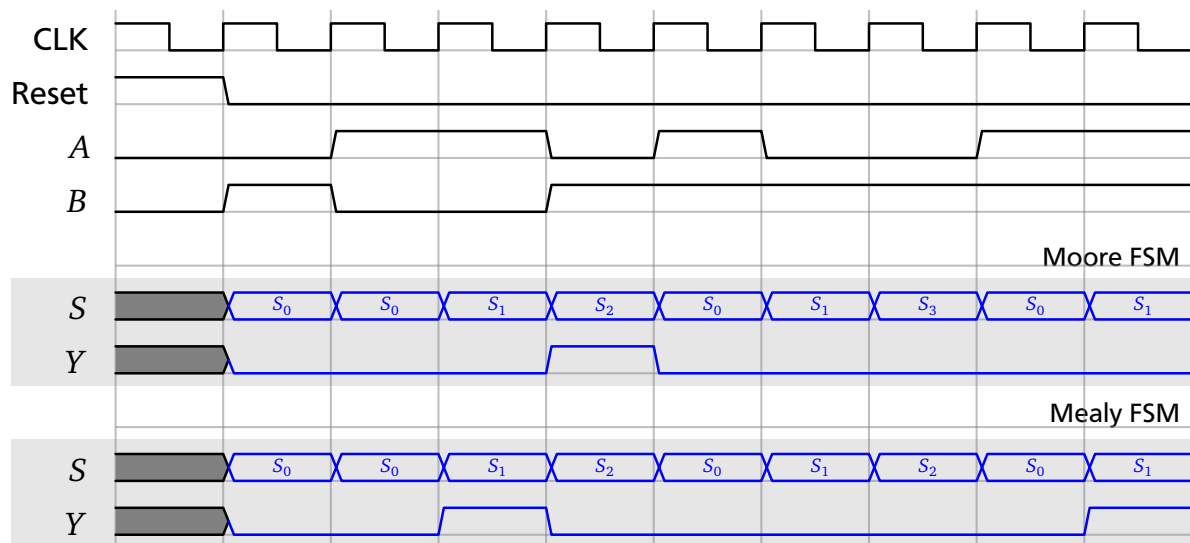 CLK
Reset
A
B
Moore FSM
S S₀ S₀ S₁ S₂ S₀ S₁ S₃ S₀ S₁
Y
Mealy FSM
S S₀ S₀ S₁ S₂ S₀ S₁ S₂ S₀ S₁
Y